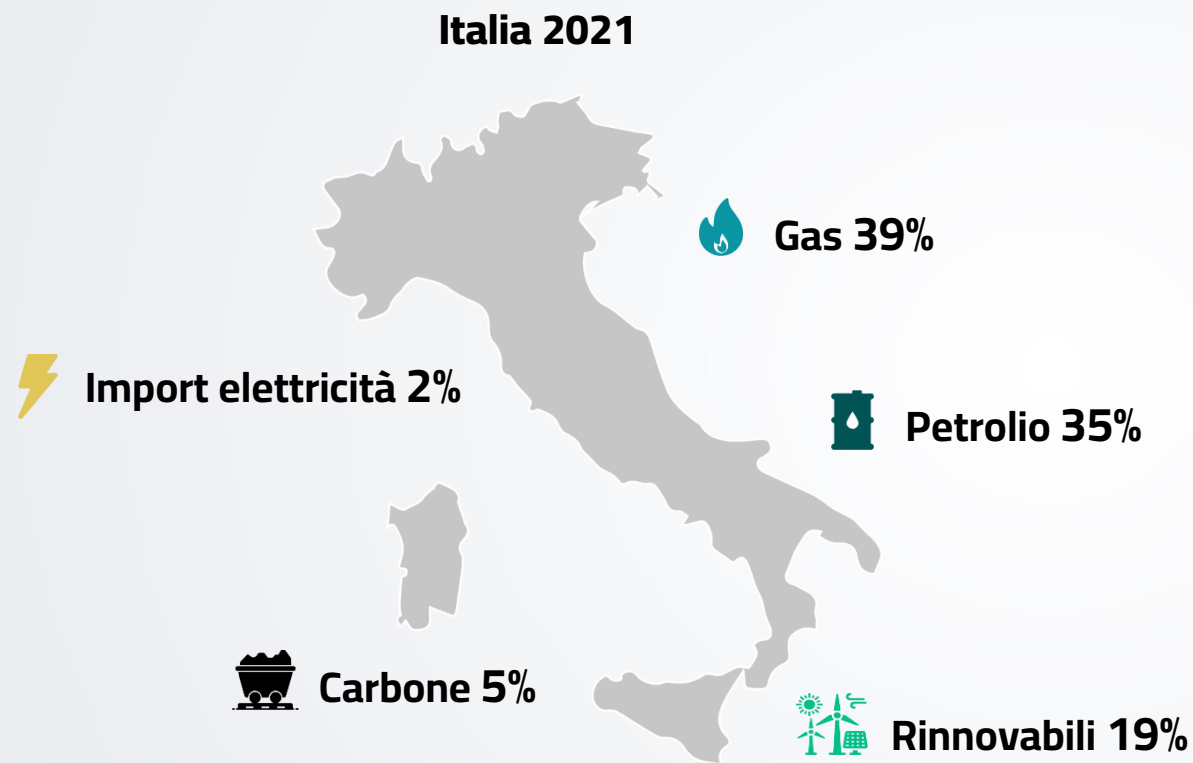 Italia 2021
Gas 39%
Import elettricità 2%
Petrolio 35%
Carbone 5%
Rinnovabili 19%